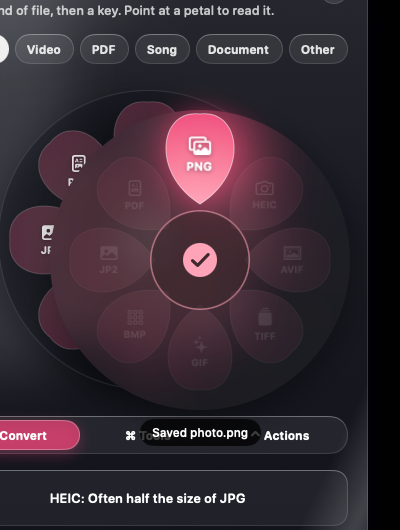 nd of file, then a key. Point at a petal to read it.
Video
PDF
Song
Document
Other
PNG
PDF
HEIC
JP2
AVIF
BMP
TIFF
GIF
Convert
⌘
Saved photo.png
Actions
HEIC: Often half the size of JPG